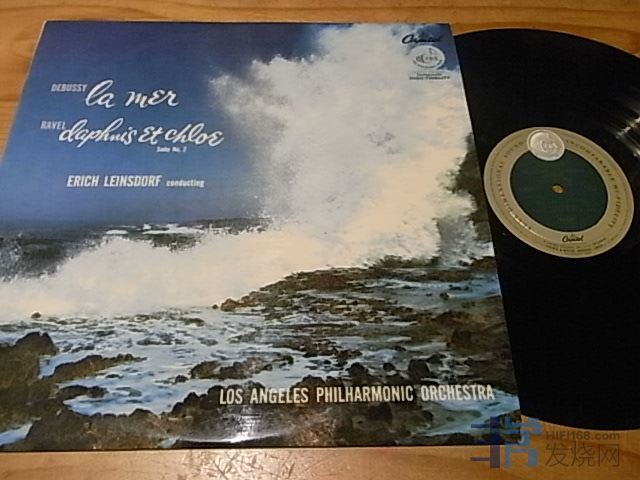 Capitol
DEBUSSY
la mer
RAVEL
daphnis et chloe
Suite No. 2
ERICH LEINSDORF conducting
LOS ANGELES PHILHARMONIC ORCHESTRA
Capitol
HIFI168.com
发烧网